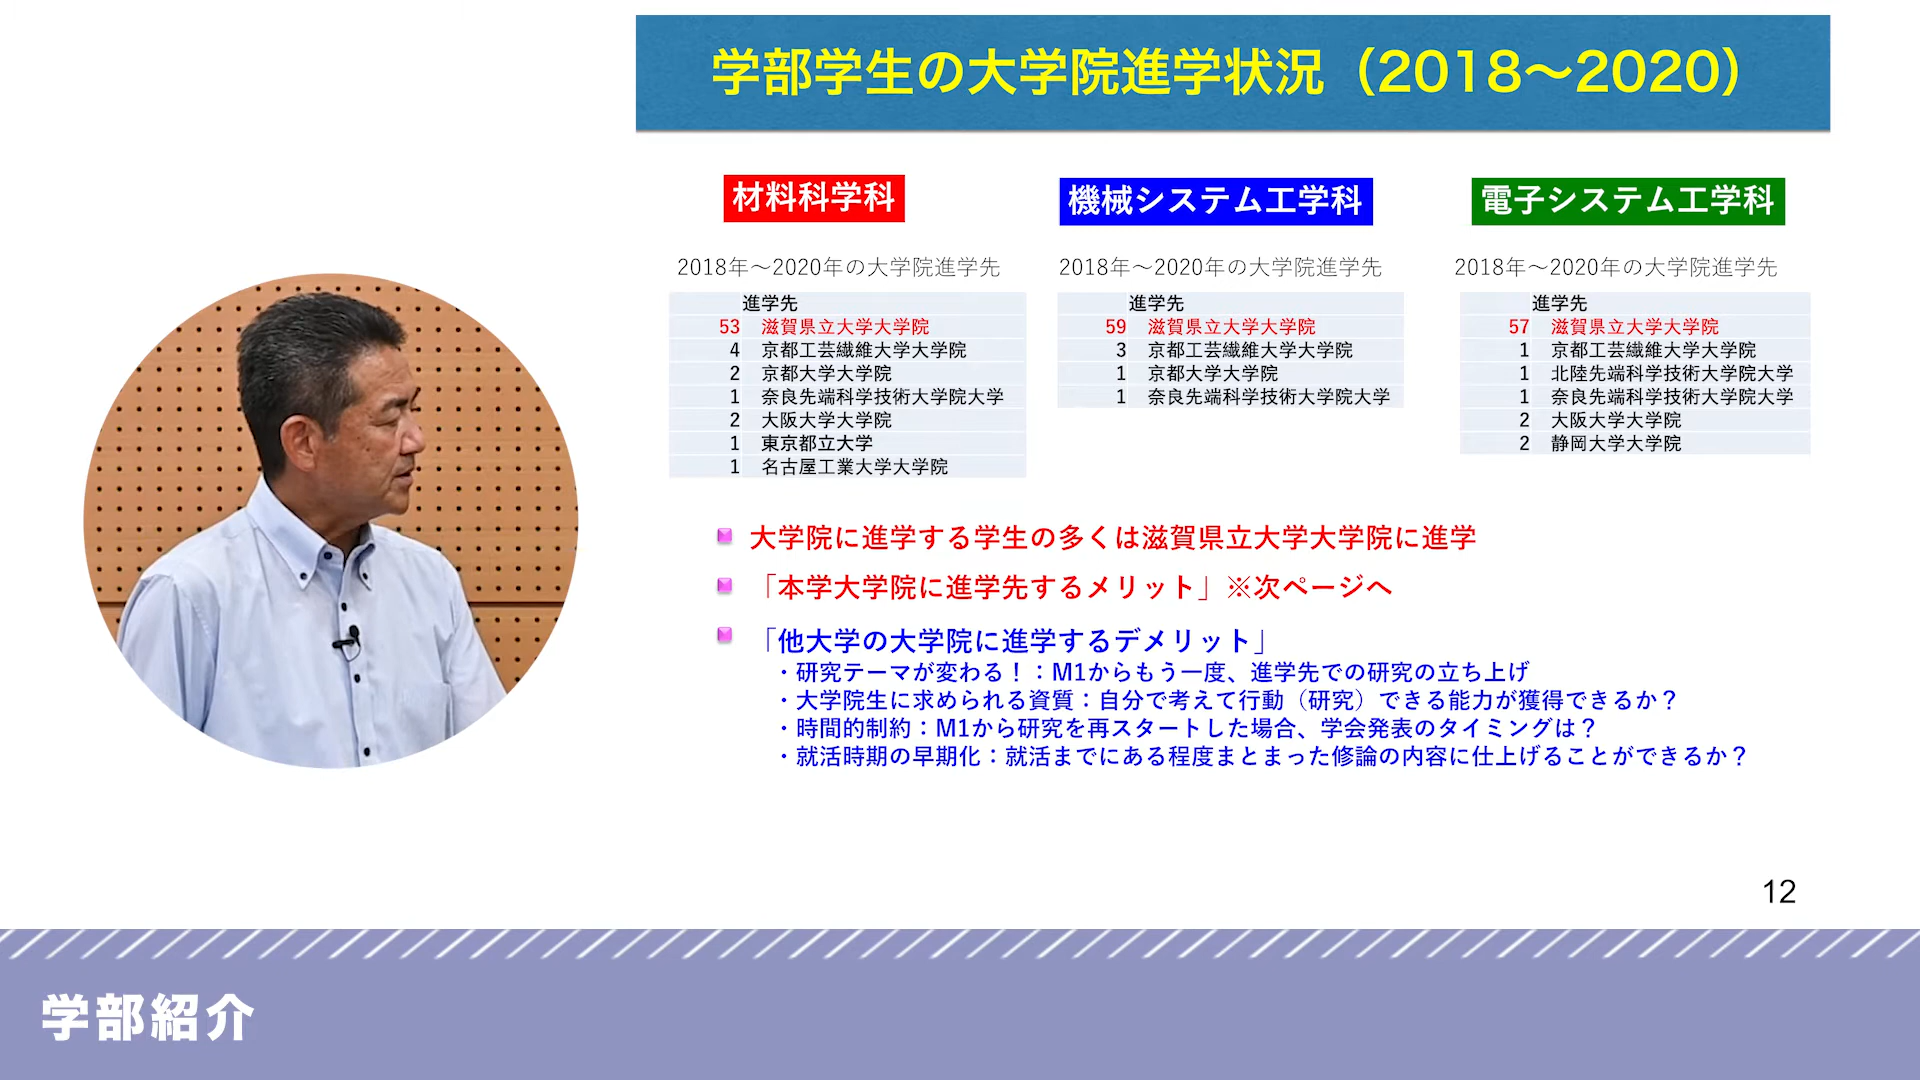 学部学生の大学院進学状況（2018〜2020）
材料科学科
2018年〜2020年の大学院進学先
進学先
53 滋賀県立大学大学院
4 京都工芸繊維大学大学院
2 京都大学大学院
1 奈良先端科学技術大学院大学
2 大阪大学大学院
1 東京都立大学
1 名古屋工業大学大学院
機械システム工学科
2018年〜2020年の大学院進学先
進学先
59 滋賀県立大学大学院
3 京都工芸繊維大学大学院
1 京都大学大学院
1 奈良先端科学技術大学院大学
電子システム工学科
2018年〜2020年の大学院進学先
進学先
57 滋賀県立大学大学院
1 京都工芸繊維大学大学院
1 北陸先端科学技術大学院大学
1 奈良先端科学技術大学院大学
2 大阪大学大学院
2 静岡大学大学院
大学院に進学する学生の多くは滋賀県立大学大学院に進学
「本学大学院に進学先するメリット」※次ページへ
「他大学の大学院に進学するデメリット」
・研究テーマが変わる！：M1からもう一度、進学先での研究の立ち上げ
・大学院生に求められる資質：自分で考えて行動（研究）できる能力が獲得できるか？
・時間的制約：M1から研究を再スタートした場合、学会発表のタイミングは？
・就活時期の早期化：就活までにある程度まとまった修論の内容に仕上げることができるか？
12
学部紹介